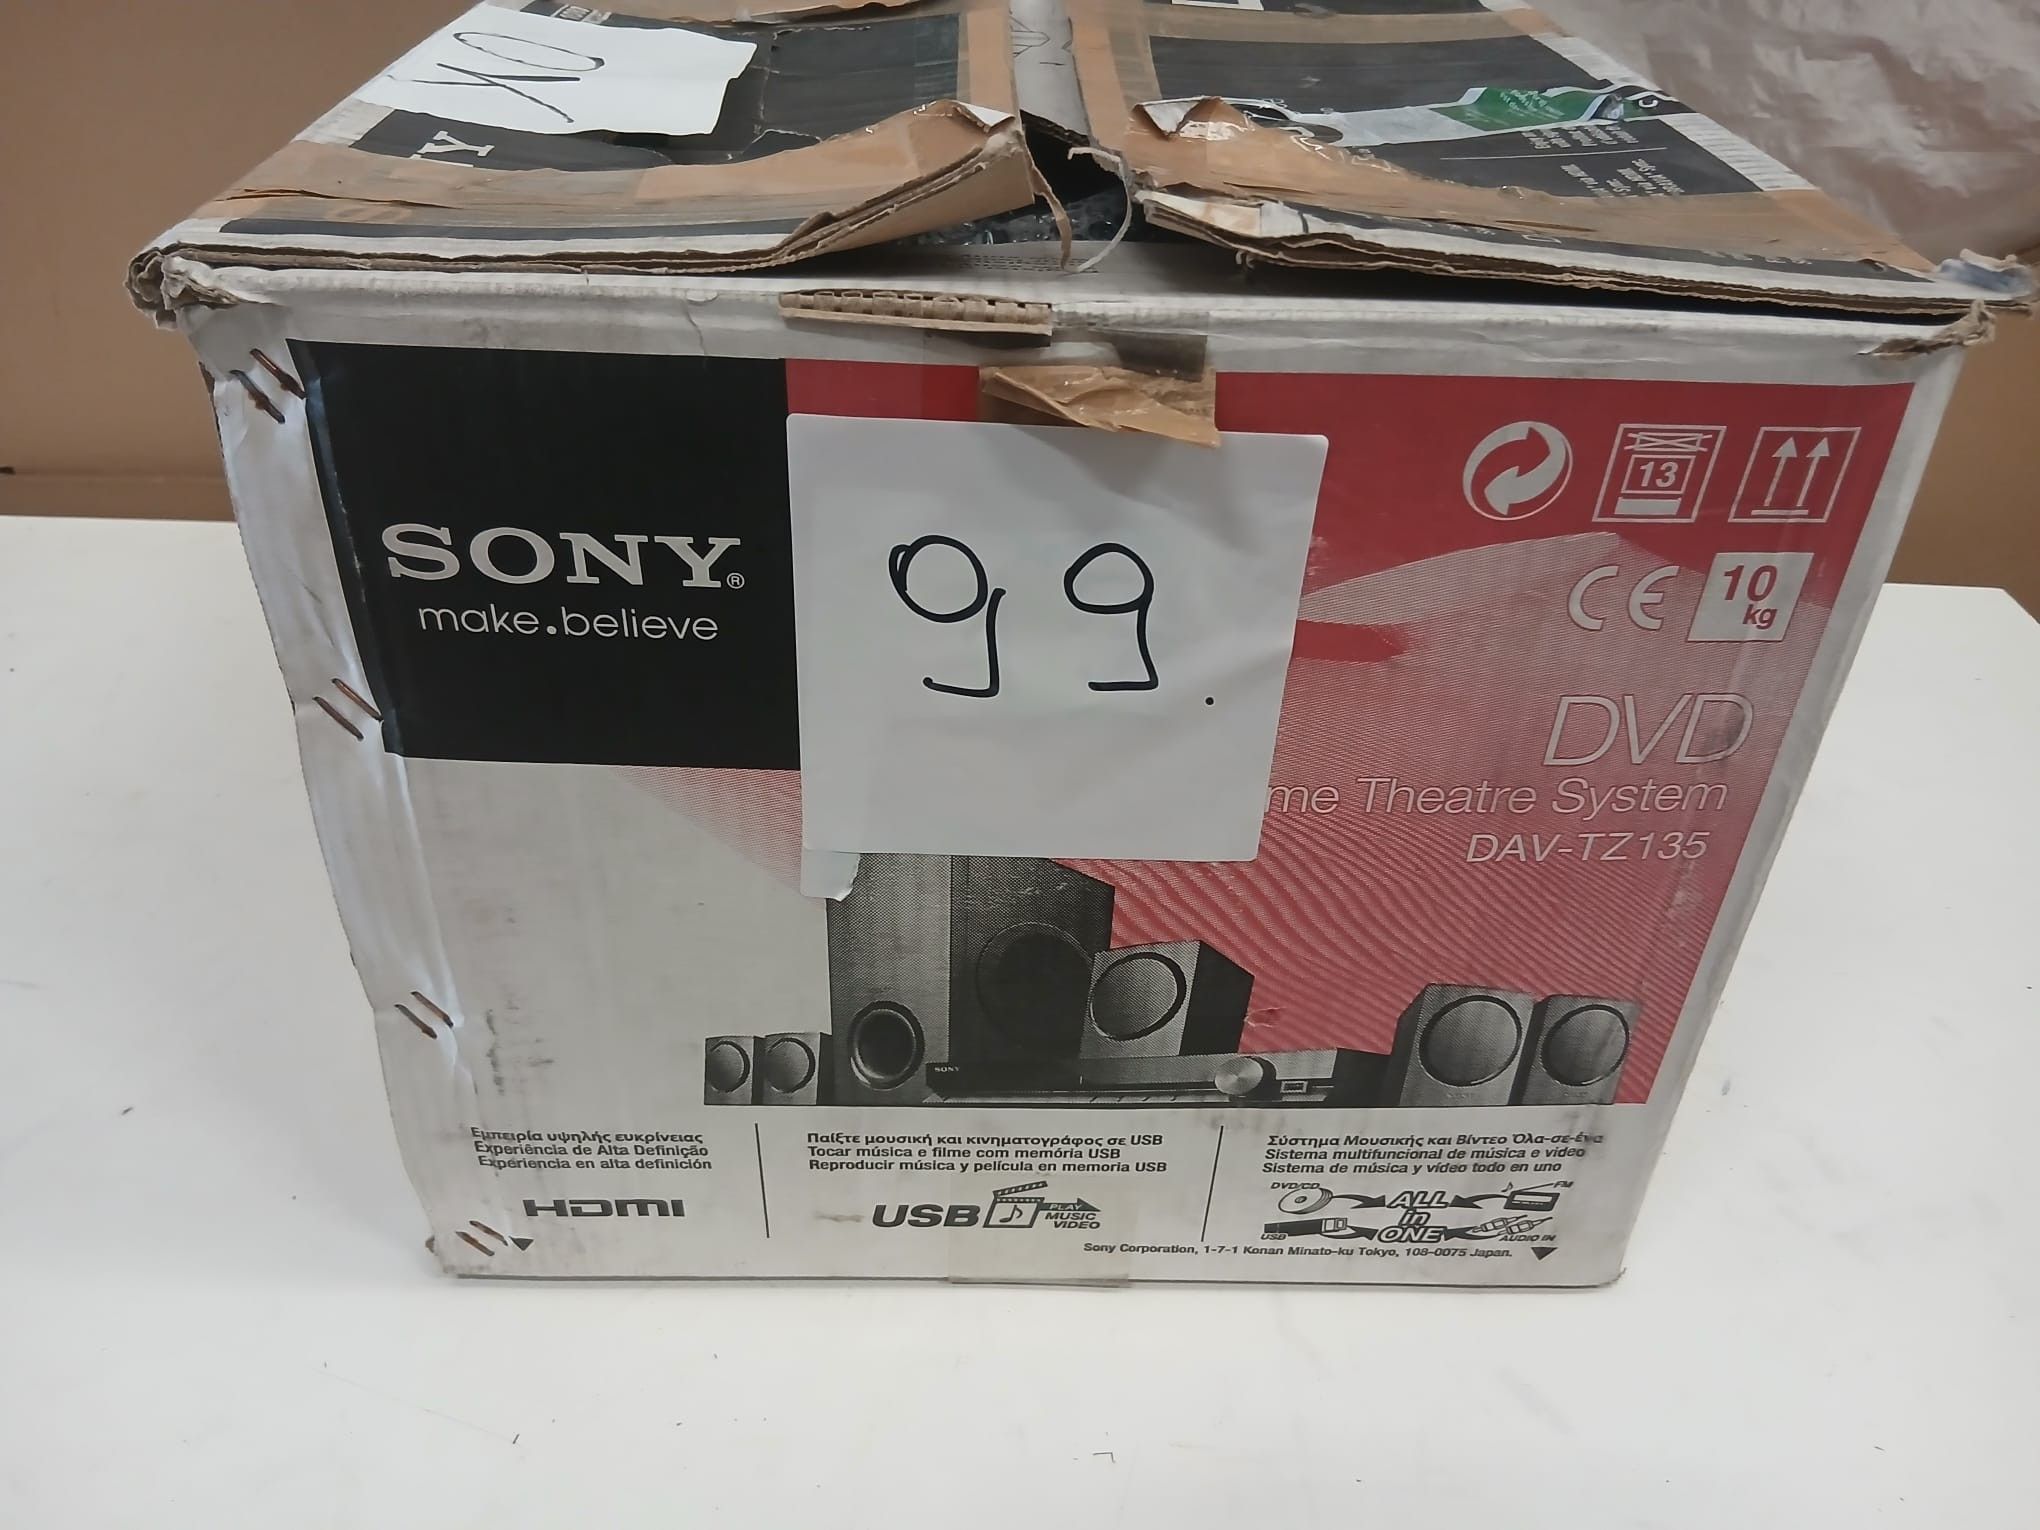 OK
SONY®
make.believe
99.
13
CE
10
kg
DVD
me Theatre System
DAV-TZ135
SONY
Εμπειρία υψηλής ευκρίνειας
Experiência de Alta Definição
Experiencia en alta definición
HDMI
Παίξτε μουσική και κινηματογράφος σε USB
Tocar música e filme com memória USB
Reproducir música y película en memoria USB
USB
PLAY
MUSIC
VIDEO
Σύστημα Μουσικής και Βίντεο Όλα-σε-ένα
Sistema multifuncional de música e video
Sistema de música y vídeo todo en uno
DVD/CD
FM
ALL
in
ONE
USB
AUDIO IN
Sony Corporation, 1-7-1 Konan Minato-ku Tokyo, 108-0075 Japan.